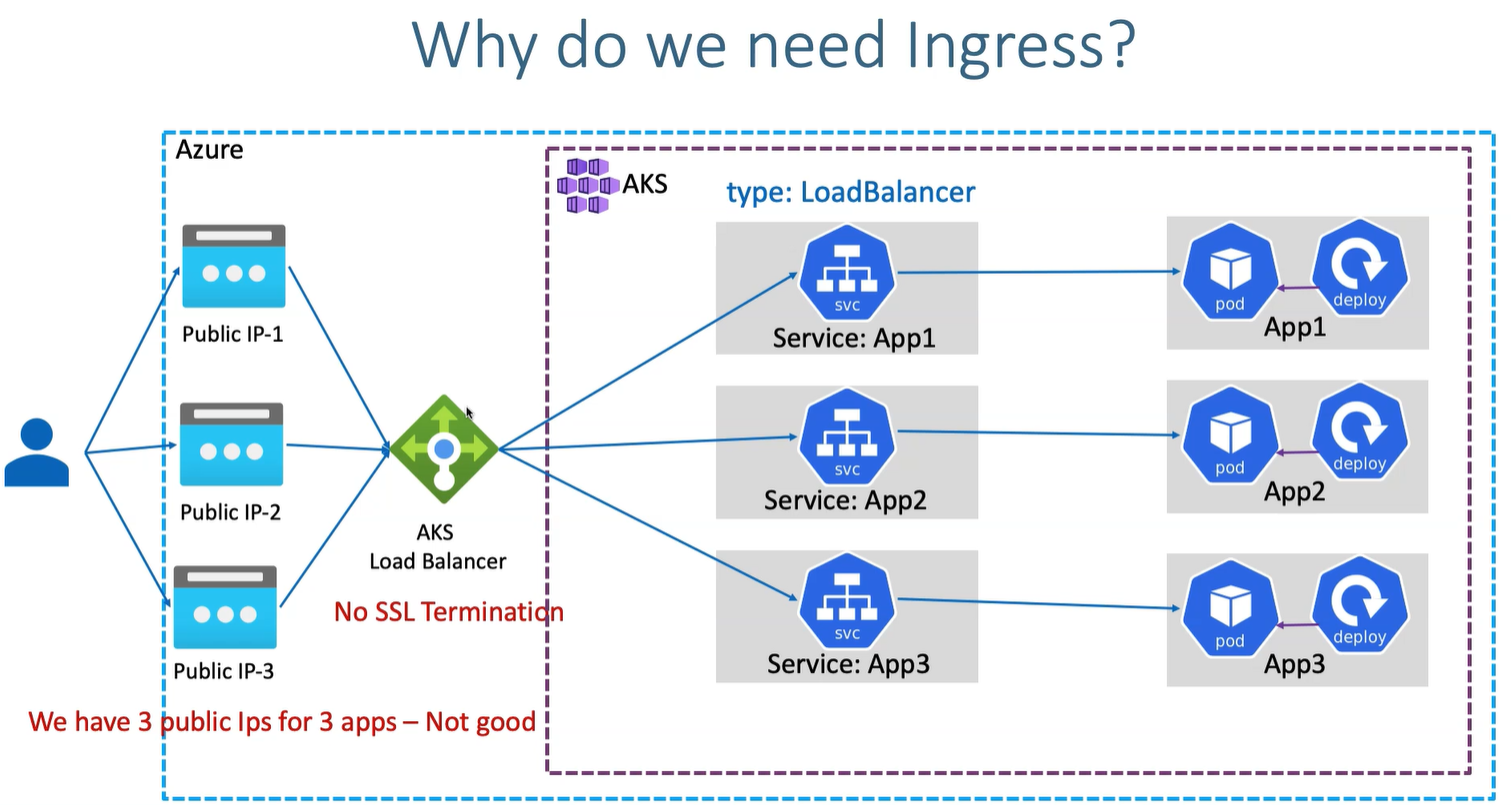 Why do we need Ingress?
Azure
AKS
type: LoadBalancer
Public IP-1
svc
Service: App1
pod
deploy
App1
Public IP-2
AKS
Load Balancer
svc
Service: App2
pod
deploy
App2
No SSL Termination
Public IP-3
svc
Service: App3
pod
deploy
App3
We have 3 public Ips for 3 apps – Not good